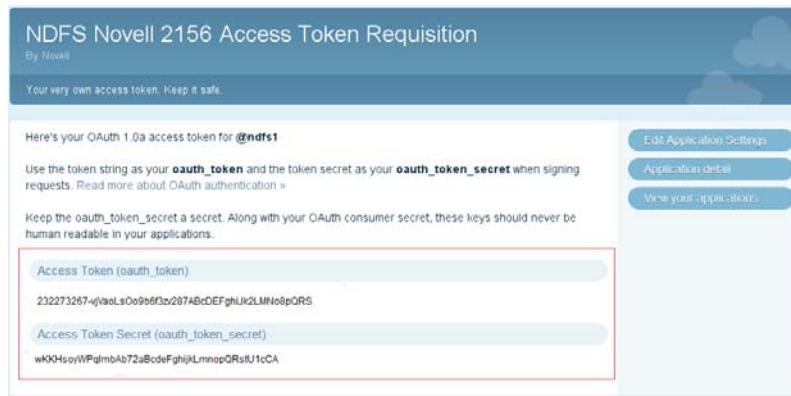 NDFS Novell 2156 Access Token Requisition
By Novell
Your very own access token. Keep it safe.
Here's your OAuth 1.0a access token for @ndfs1
Use the token string as your oauth_token and the token secret as your oauth_token_secret when signing
requests. Read more about OAuth authentication »
Keep the oauth_token_secret a secret. Along with your OAuth consumer secret, these keys should never be
human readable in your applications.
Access Token (oauth_token)
232273267-vjVaoLsOo9b6f3zv287ABcDEFghiJk2LMNo8pQRS
Access Token Secret (oauth_token_secret)
wKKHsoyWPqlmbAb72aBcdeFghijkLmnopQRstU1cCA
Edit Application Settings
Application detail
View your applications